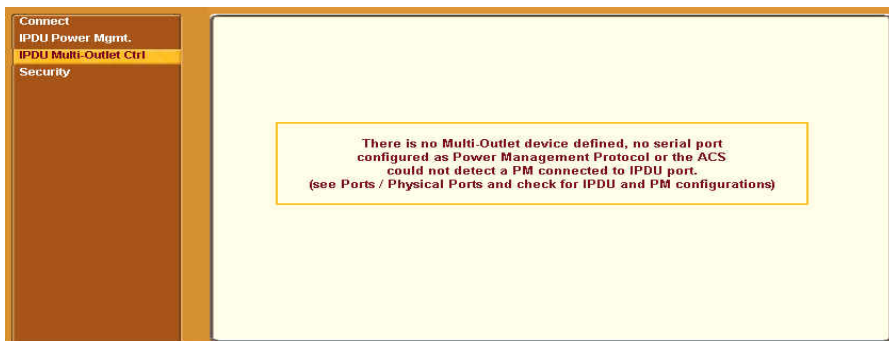 Connect
IPDU Power Mgmt.
IPDU Multi-Outlet Ctrl
Security
There is no Multi-Outlet device defined, no serial port
configured as Power Management Protocol or the ACS
could not detect a PM connected to IPDU port.
(see Ports / Physical Ports and check for IPDU and PM configurations)